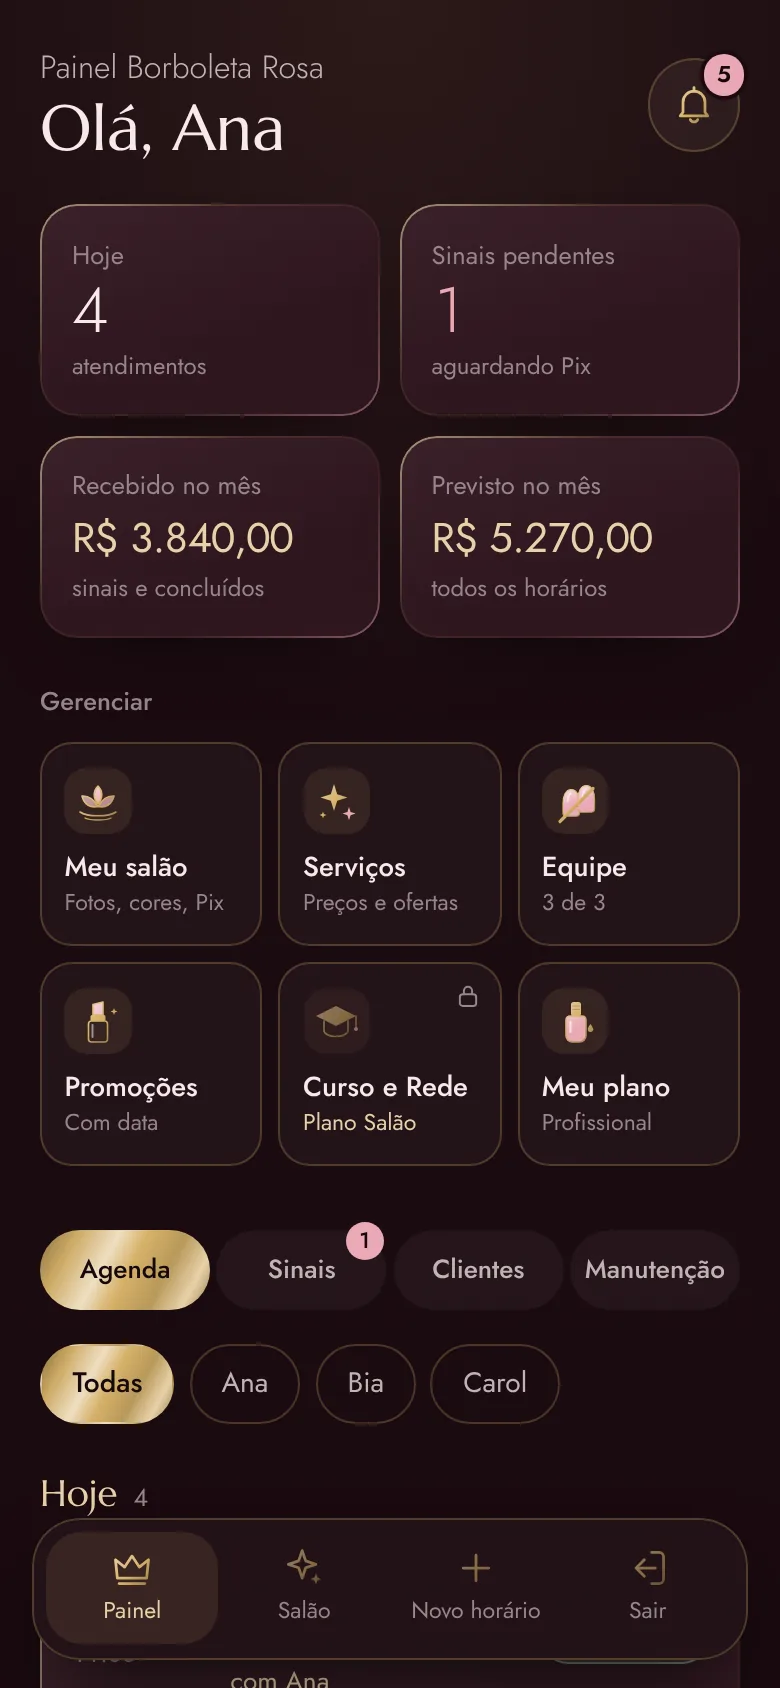 Painel Borboleta Rosa
Olá, Ana
5
Hoje
4
atendimentos
Sinais pendentes
1
aguardando Pix
Recebido no mês
R$ 3.840,00
sinais e concluídos
Previsto no mês
R$ 5.270,00
todos os horários
Gerenciar
Meu salão
Fotos, cores, Pix
Serviços
Preços e ofertas
Equipe
3 de 3
Promoções
Com data
Curso e Rede
Plano Salão
Meu plano
Profissional
Agenda
Sinais
1
Clientes
Manutenção
Todas
Ana
Bia
Carol
Hoje 4
Painel
Salão
Novo horário
Sair
com Ana